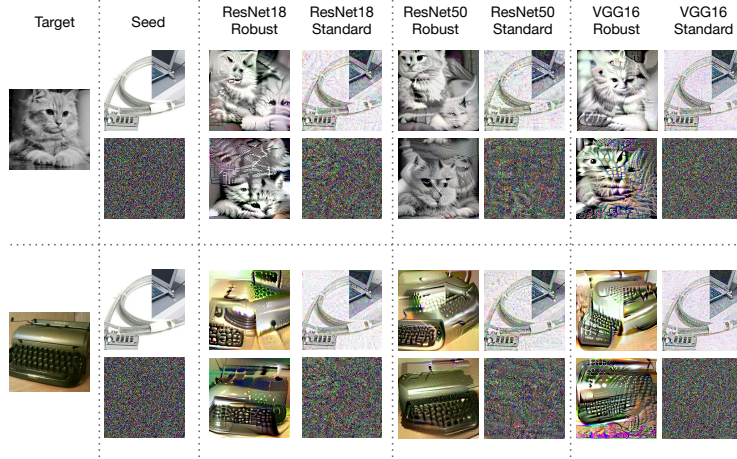 Target
Seed
ResNet18
Robust
ResNet18
Standard
ResNet50
Robust
ResNet50
Standard
VGG16
Robust
VGG16
Standard